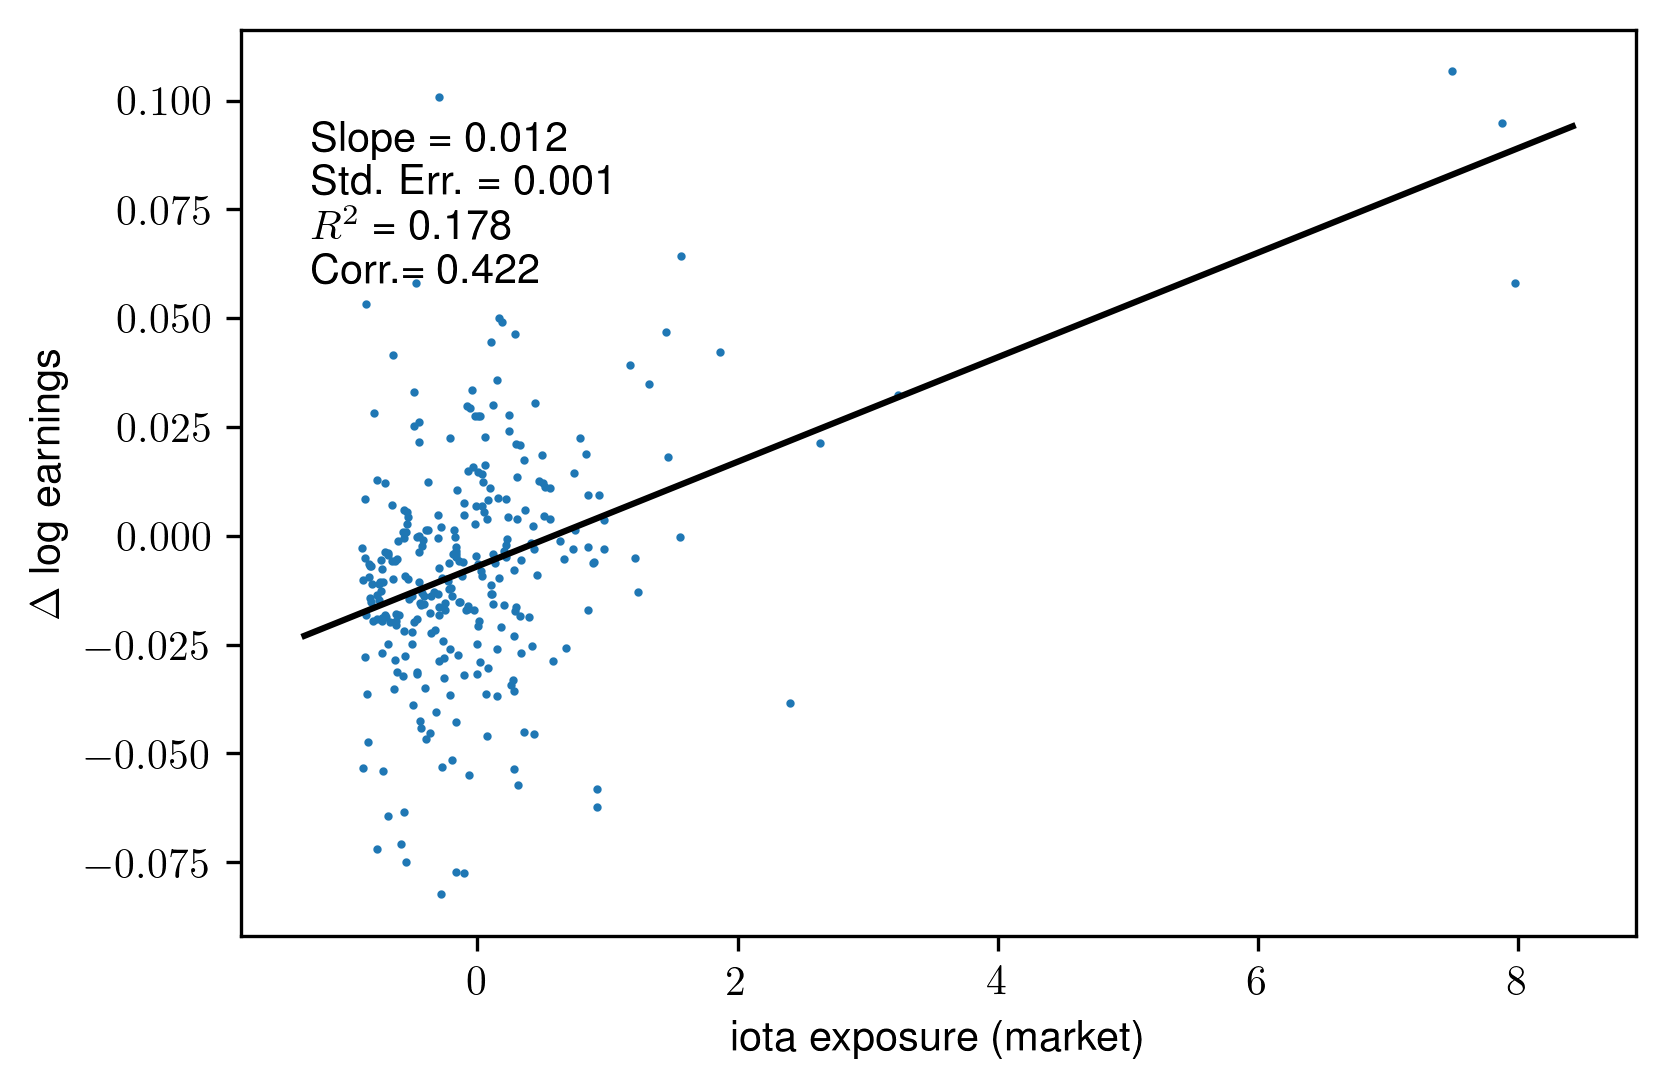 0.100
0.075
0.050
0.025
0.000
−0.025
−0.050
−0.075
Δ log earnings
Slope = 0.012
Std. Err. = 0.001
R² = 0.178
Corr.= 0.422
0 2 4 6 8
iota exposure (market)